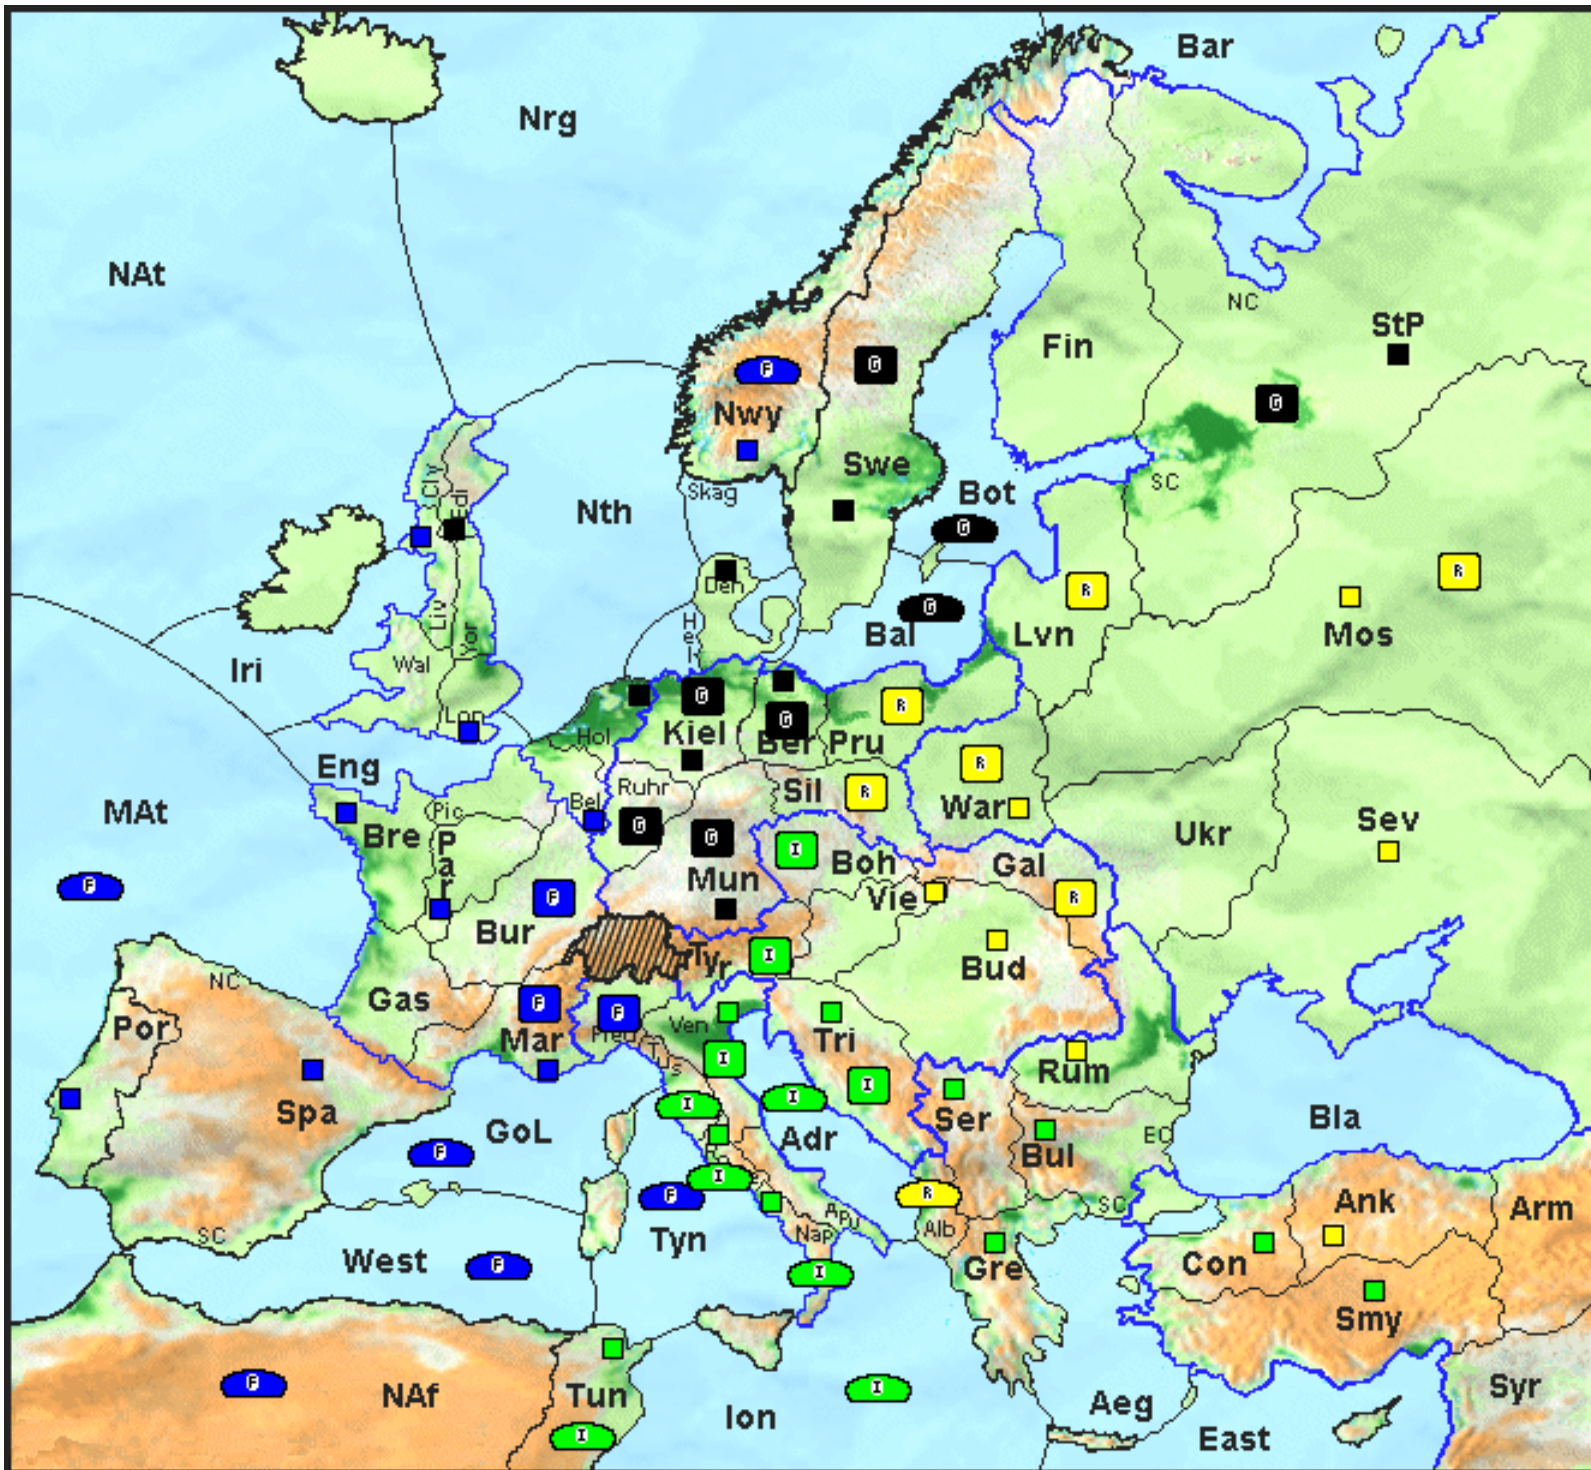 Bar
Nrg
NAt
NC
StP
Fin
F
G
G
Nwy
Swe
SC
Skag
Bot
G
Cly
Edi
Nth
R
R
Den
G
Bal
Lvn
Mos
Hel
Liv
Yor
Iri
Wal
G
R
Lon
Hol
Kiel
G
Ber
Pru
Eng
R
Ruhr
Sil
R
War
MAt
Pic
Bel
Bre
Par
G
G
I
Boh
Gal
Ukr
Sev
F
Mun
Vie
F
R
Bur
Tyr
I
Bud
NC
Gas
F
F
Por
Mar
Pied
Ven
Tri
Tus
I
I
Rum
Spa
GoL
I
I
Adr
Ser
Bla
F
Bul
EC
F
I
R
Ank
Arm
SC
Apu
Alb
SC
West
Tyn
Nap
F
I
Gre
Con
Smy
F
NAf
Tun
I
Ion
Aeg
Syr
I
East